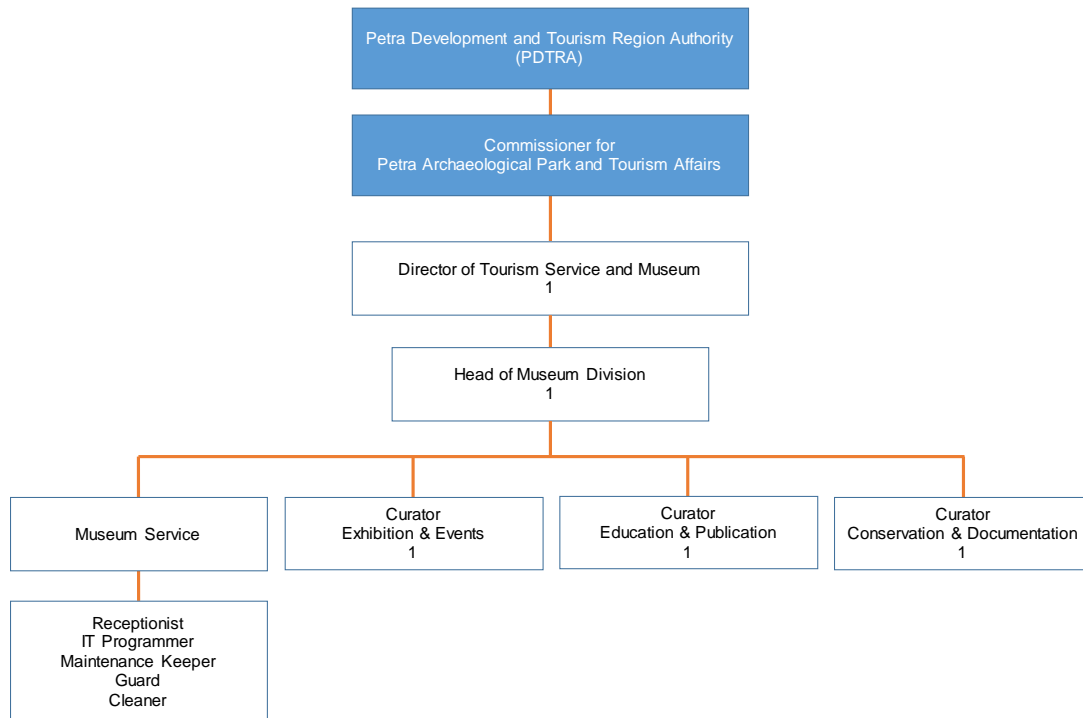 Petra Development and Tourism Region Authority
(PDTRA)
Commissioner for
Petra Archaeological Park and Tourism Affairs
Director of Tourism Service and Museum
1
Head of Museum Division
1
Museum Service
Curator
Exhibition & Events
1
Curator
Education & Publication
1
Curator
Conservation & Documentation
1
Receptionist
IT Programmer
Maintenance Keeper
Guard
Cleaner